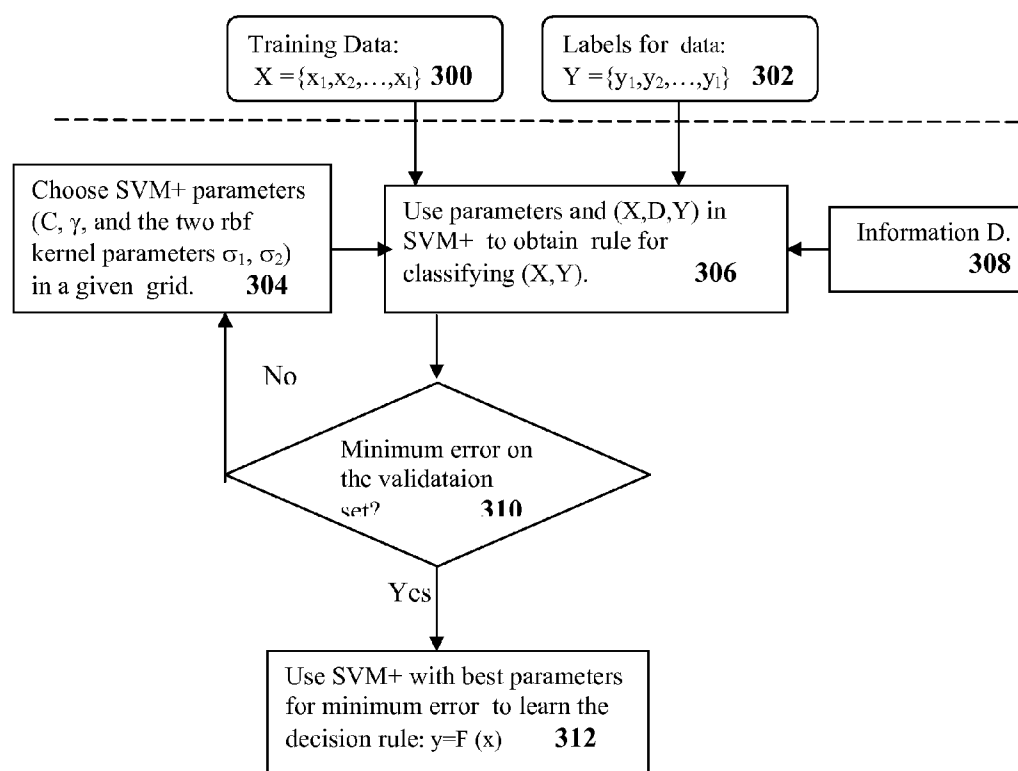 Training Data:
X ={x₁,x₂,…,xₗ} 300
Labels for data:
Y ={y₁,y₂,…,yₗ} 302
Choose SVM+ parameters
(C, γ, and the two rbf
kernel parameters σ₁, σ₂)
in a given grid. 304
Use parameters and (X,D,Y) in
SVM+ to obtain rule for
classifying (X,Y). 306
Information D.
308
No
Minimum error on
the validataion
set? 310
Yes
Use SVM+ with best parameters
for minimum error to learn the
decision rule: y=F (x) 312